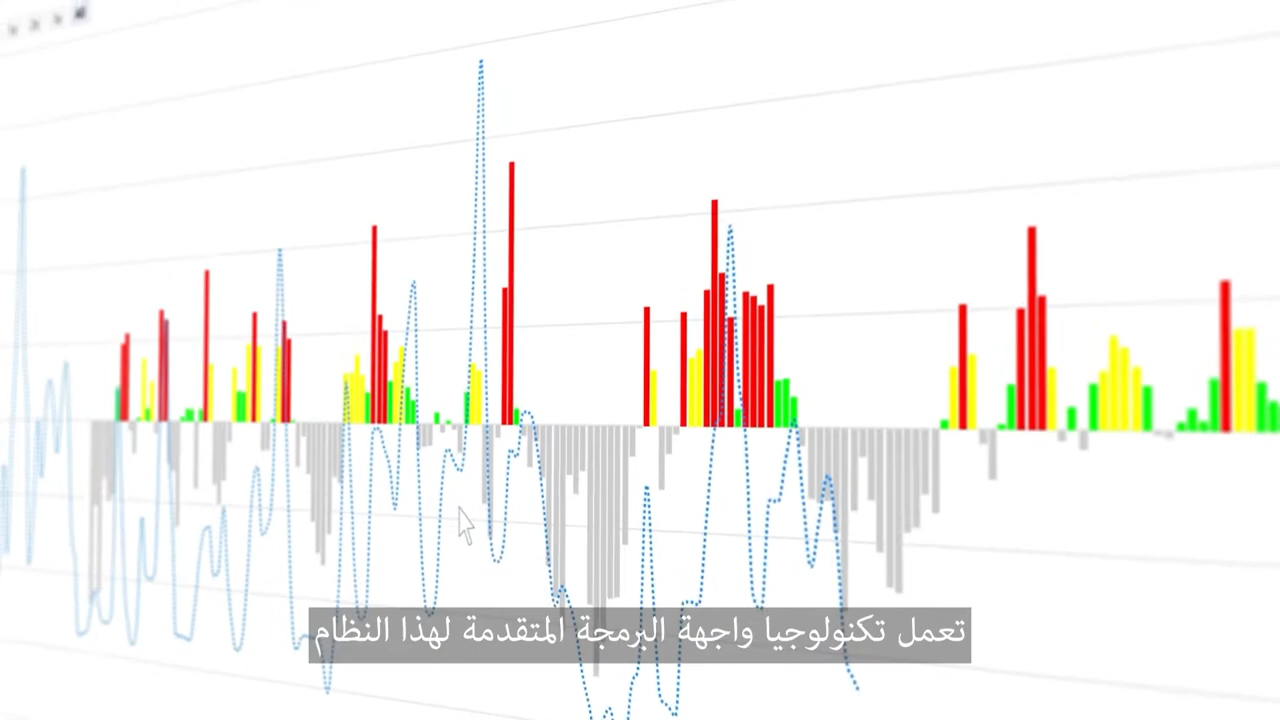 تعمل تكنولوجيا واجهة البرمجة المتقدمة لهذا النظام